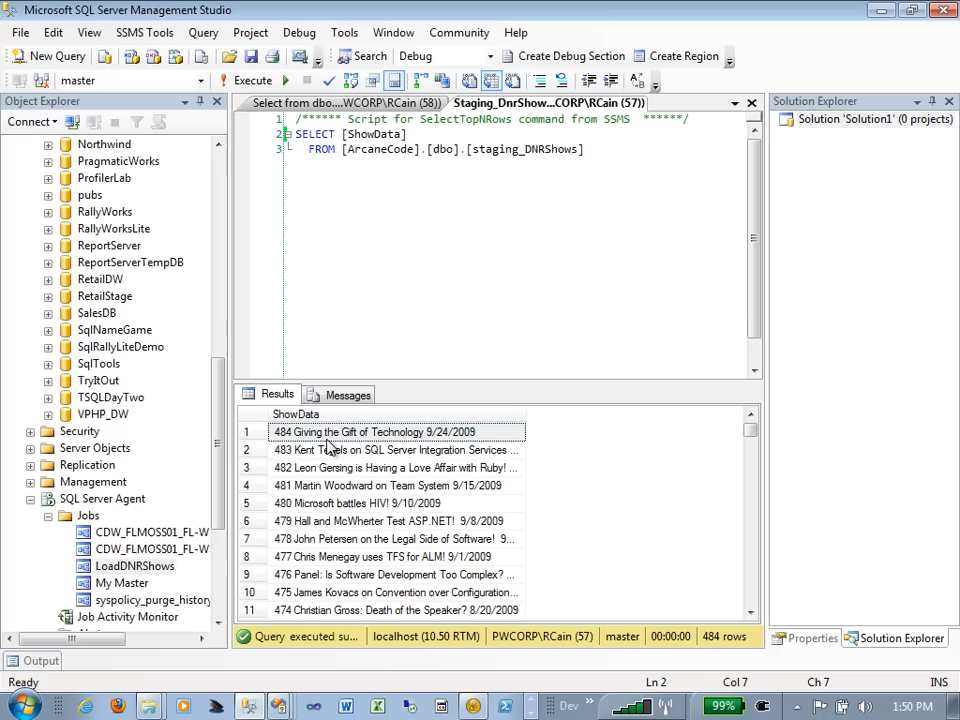 Microsoft SQL Server Management Studio
File Edit View SSMS Tools Query Project Debug Tools Window Community Help
New Query Debug Search Create Debug Section Create Region
master Execute
Object Explorer
Connect
Northwind
PragmaticWorks
ProfilerLab
pubs
RallyWorks
RallyWorksLite
ReportServer
ReportServerTempDB
RetailDW
RetailStage
SalesDB
SqlNameGame
SqlRallyLiteDemo
SqlTools
TryItOut
TSQLDayTwo
VPHP_DW
Security
Server Objects
Replication
Management
SQL Server Agent
Jobs
CDW_FLMOSS01_FL-W
CDW_FLMOSS01_FL-W
LoadDNRShows
My Master
syspolicy_purge_history
Job Activity Monitor
Select from dbo....WCORP\RCain (58)) Staging_DnrShow...CORP\RCain (57))
1 /****** Script for SelectTopNRows command from SSMS ******/
2 SELECT [ShowData]
3 FROM [ArcaneCode].[dbo].[staging_DNRShows]
Results Messages
ShowData
1 484 Giving the Gift of Technology 9/24/2009
2 483 Kent on SQL Server Integration Services ...
3 482 Leon Gersing is Having a Love Affair with Ruby! ...
4 481 Martin Woodward on Team System 9/15/2009
5 480 Microsoft battles HIV! 9/10/2009
6 479 Hall and McWherter Test ASP.NET! 9/8/2009
7 478 John Petersen on the Legal Side of Software! 9...
8 477 Chris Menegay uses TFS for ALM! 9/1/2009
9 476 Panel: Is Software Development Too Complex? ...
10 475 James Kovacs on Convention over Configuration...
11 474 Christian Gross: Death of the Speaker? 8/20/2009
Query executed su... localhost (10.50 RTM) PWCORP\RCain (57) master 00:00:00 484 rows
Solution Explorer
Solution 'Solution1' (0 projects)
Properties Solution Explorer
Output
Ready Ln 2 Col 7 Ch 7 INS
Dev » 99% 1:50 PM